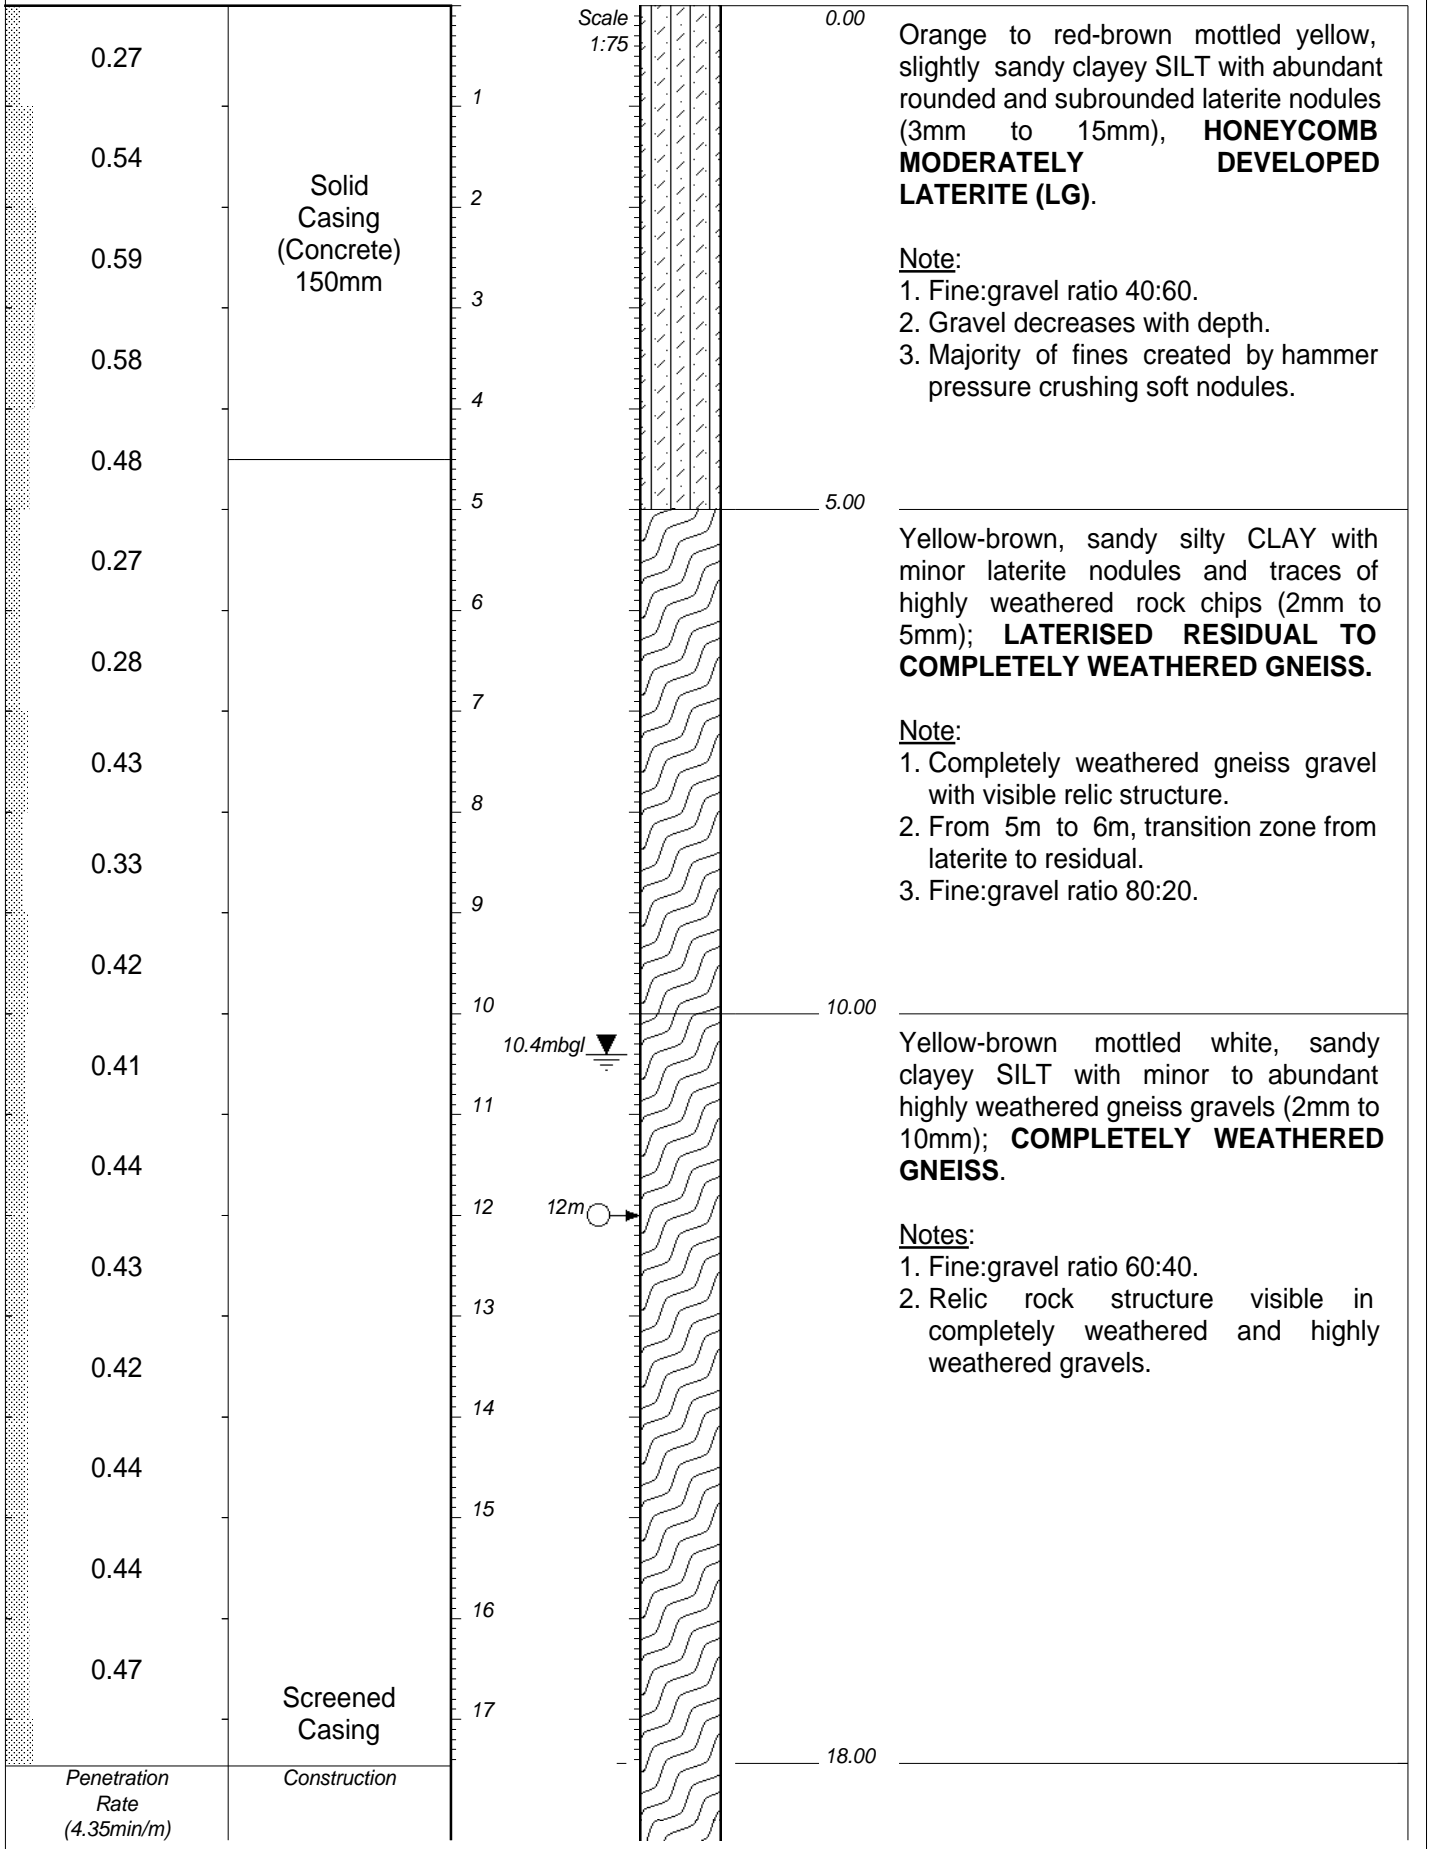 Scale
1:75
0.00
0.27
0.54
0.59
0.58
0.48
0.27
0.28
0.43
0.33
0.42
0.41
0.44
0.43
0.42
0.44
0.44
0.47
Penetration
Rate
(4.35min/m)
Solid
Casing
(Concrete)
150mm
Screened
Casing
Construction
1
2
3
4
5
6
7
8
9
10
11
12
13
14
15
16
17
10.4mbgl
12m
Orange to red-brown mottled yellow,
slightly sandy clayey SILT with abundant
rounded and subrounded laterite nodules
(3mm to 15mm), HONEYCOMB
MODERATELY DEVELOPED
LATERITE (LG).
Note:
1. Fine:gravel ratio 40:60.
2. Gravel decreases with depth.
3. Majority of fines created by hammer
pressure crushing soft nodules.
5.00
Yellow-brown, sandy silty CLAY with
minor laterite nodules and traces of
highly weathered rock chips (2mm to
5mm); LATERISED RESIDUAL TO
COMPLETELY WEATHERED GNEISS.
Note:
1. Completely weathered gneiss gravel
with visible relic structure.
2. From 5m to 6m, transition zone from
laterite to residual.
3. Fine:gravel ratio 80:20.
10.00
Yellow-brown mottled white, sandy
clayey SILT with minor to abundant
highly weathered gneiss gravels (2mm to
10mm); COMPLETELY WEATHERED
GNEISS.
Notes:
1. Fine:gravel ratio 60:40.
2. Relic rock structure visible in
completely weathered and highly
weathered gravels.
18.00